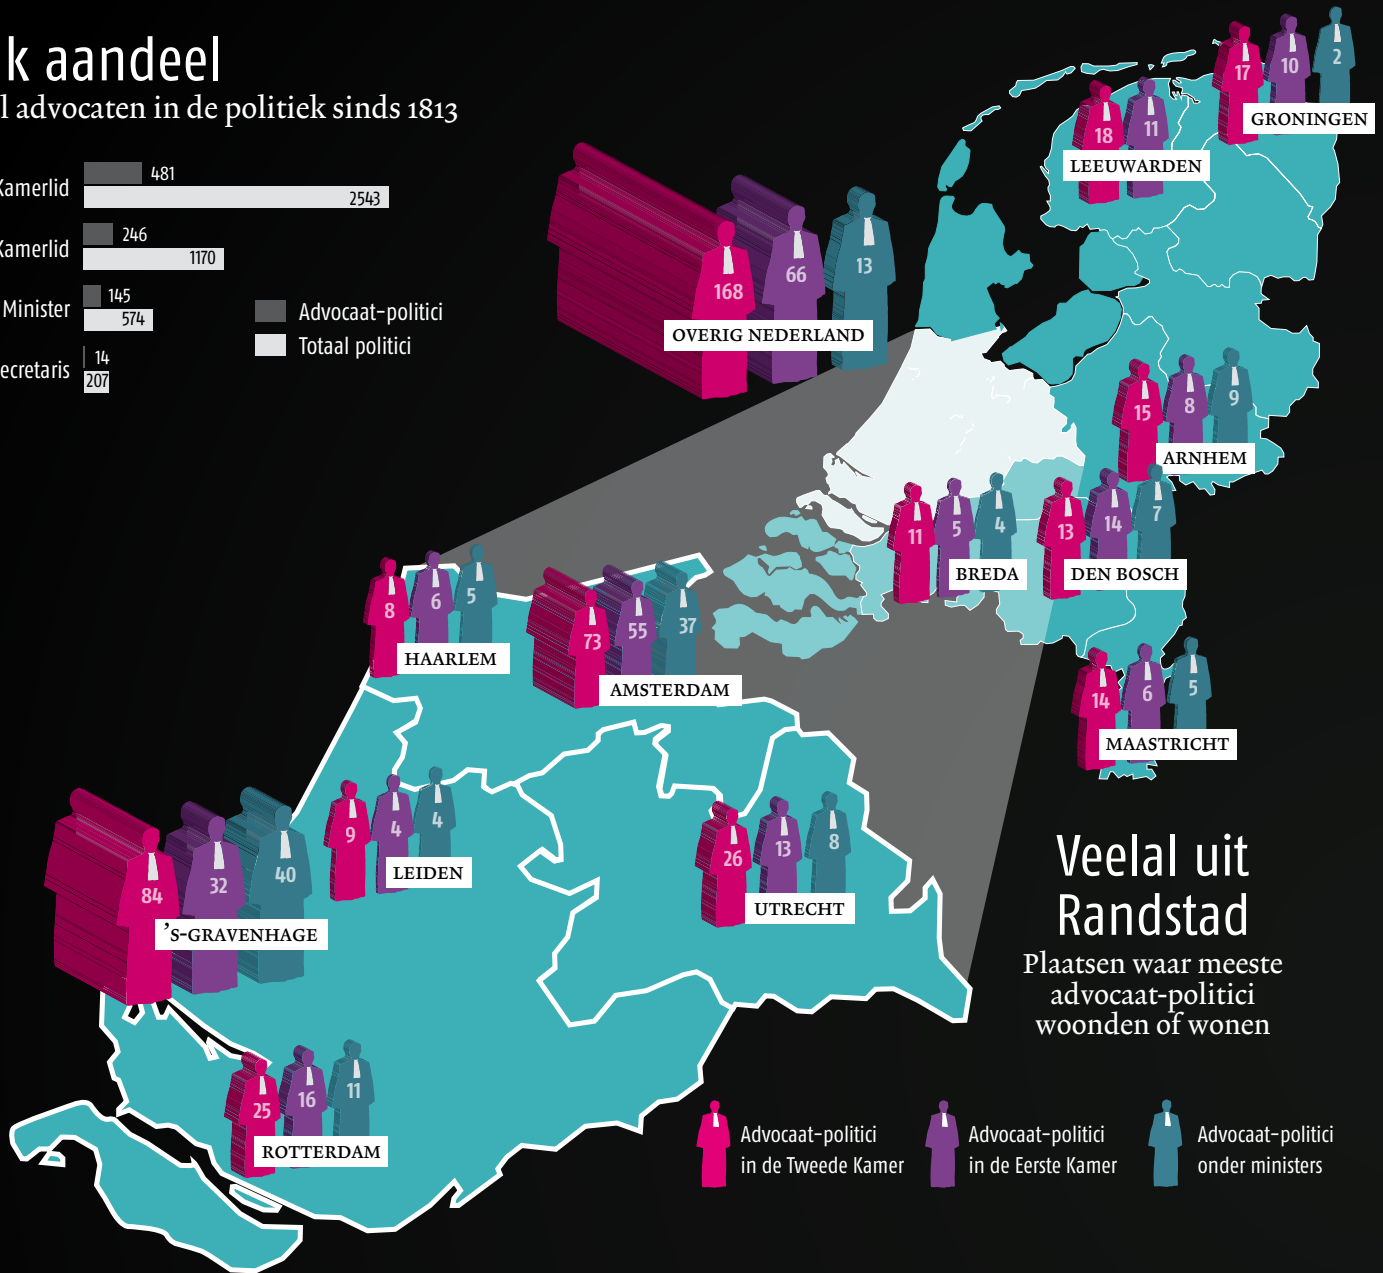 k aandeel
l advocaten in de politiek sinds 1813
Kamerlid
481
2543
Kamerlid
246
1170
Minister
145
574
ecretaris
14
207
Advocaat-politici
Totaal politici
168
66
13
OVERIG NEDERLAND
17
10
2
GRONINGEN
18
11
LEEUWARDEN
15
8
9
ARNHEM
11
5
4
BREDA
13
14
7
DEN BOSCH
14
6
5
MAASTRICHT
8
6
5
HAARLEM
73
55
37
AMSTERDAM
9
4
4
LEIDEN
84
32
40
'S-GRAVENHAGE
26
13
8
UTRECHT
25
16
11
ROTTERDAM
Veelal uit
Randstad
Plaatsen waar meeste
advocaat-politici
woonden of wonen
Advocaat-politici
in de Tweede Kamer
Advocaat-politici
in de Eerste Kamer
Advocaat-politici
onder ministers